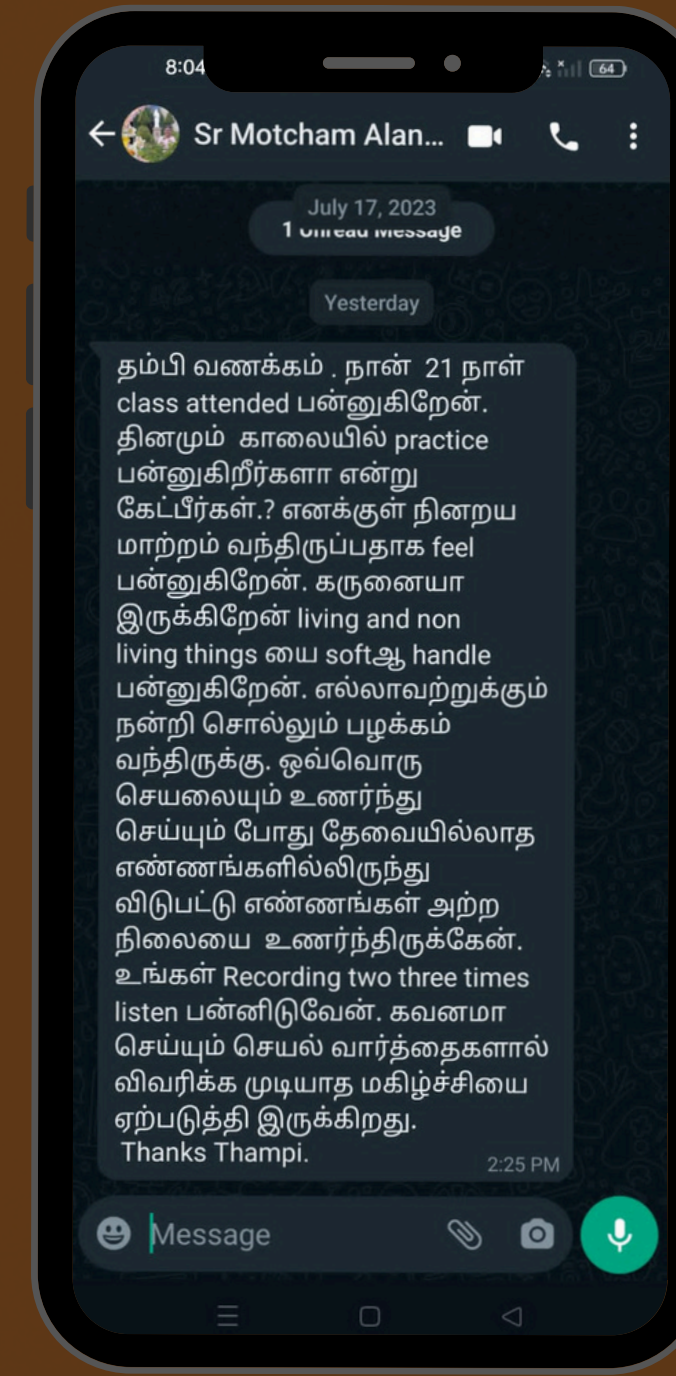 8:04
64
Sr Motcham Alan...
July 17, 2023
1 Unread Message
Yesterday
தம்பி வணக்கம் . நான் 21 நாள்
class attended பன்னுகிறேன்.
தினமும் காலையில் practice
பன்னுகிறீர்களா என்று
கேட்பீர்கள்.? எனக்குள் நினறய
மாற்றம் வந்திருப்பதாக feel
பன்னுகிறேன். கருனையா
இருக்கிறேன் living and non
living things யை softஆ handle
பன்னுகிறேன். எல்லாவற்றுக்கும்
நன்றி சொல்லும் பழக்கம்
வந்திருக்கு. ஒவ்வொரு
செயலையும் உணர்ந்து
செய்யும் போது தேவையில்லாத
எண்ணங்களில்லிருந்து
விடுபட்டு எண்ணங்கள் அற்ற
நிலையை உணர்ந்திருக்கேன்.
உங்கள் Recording two three times
listen பன்னிடுவேன். கவனமா
செய்யும் செயல் வார்த்தைகளால்
விவரிக்க முடியாத மகிழ்ச்சியை
ஏற்படுத்தி இருக்கிறது.
Thanks Thampi.
2:25 PM
Message